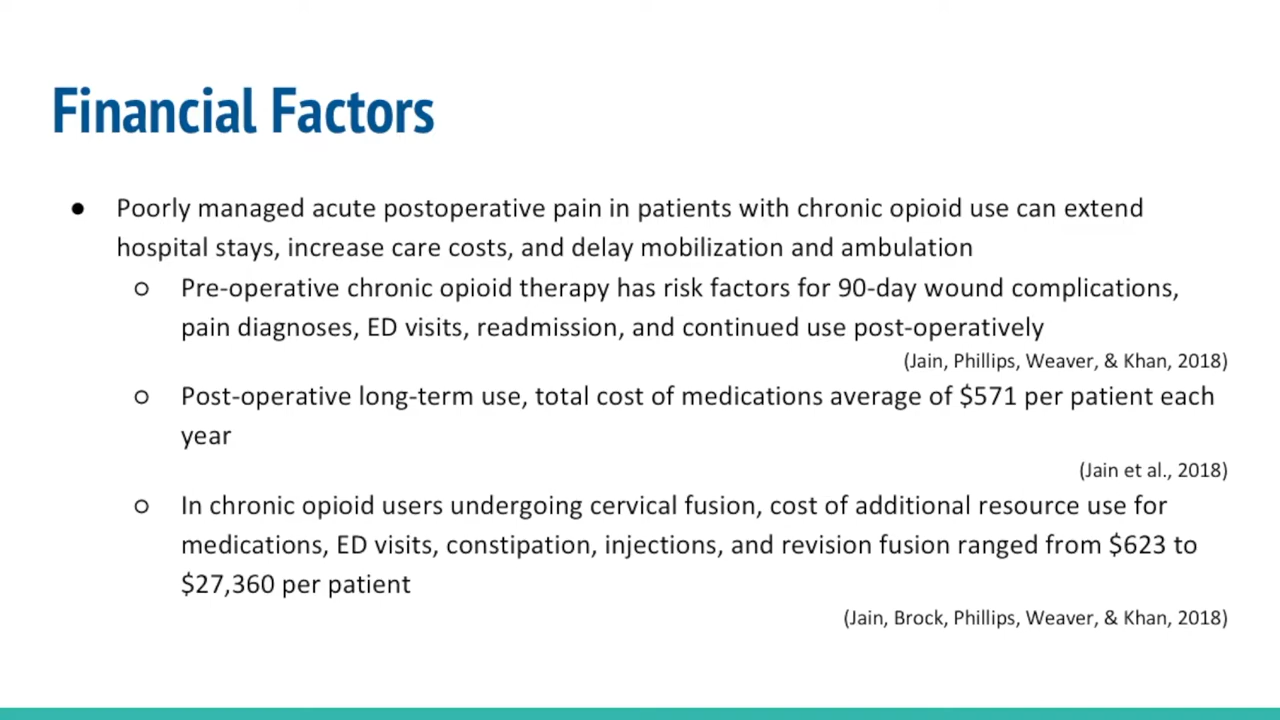 Financial Factors
● Poorly managed acute postoperative pain in patients with chronic opioid use can extend
hospital stays, increase care costs, and delay mobilization and ambulation
○ Pre-operative chronic opioid therapy has risk factors for 90-day wound complications,
pain diagnoses, ED visits, readmission, and continued use post-operatively
(Jain, Phillips, Weaver, & Khan, 2018)
○ Post-operative long-term use, total cost of medications average of $571 per patient each
year
(Jain et al., 2018)
○ In chronic opioid users undergoing cervical fusion, cost of additional resource use for
medications, ED visits, constipation, injections, and revision fusion ranged from $623 to
$27,360 per patient
(Jain, Brock, Phillips, Weaver, & Khan, 2018)